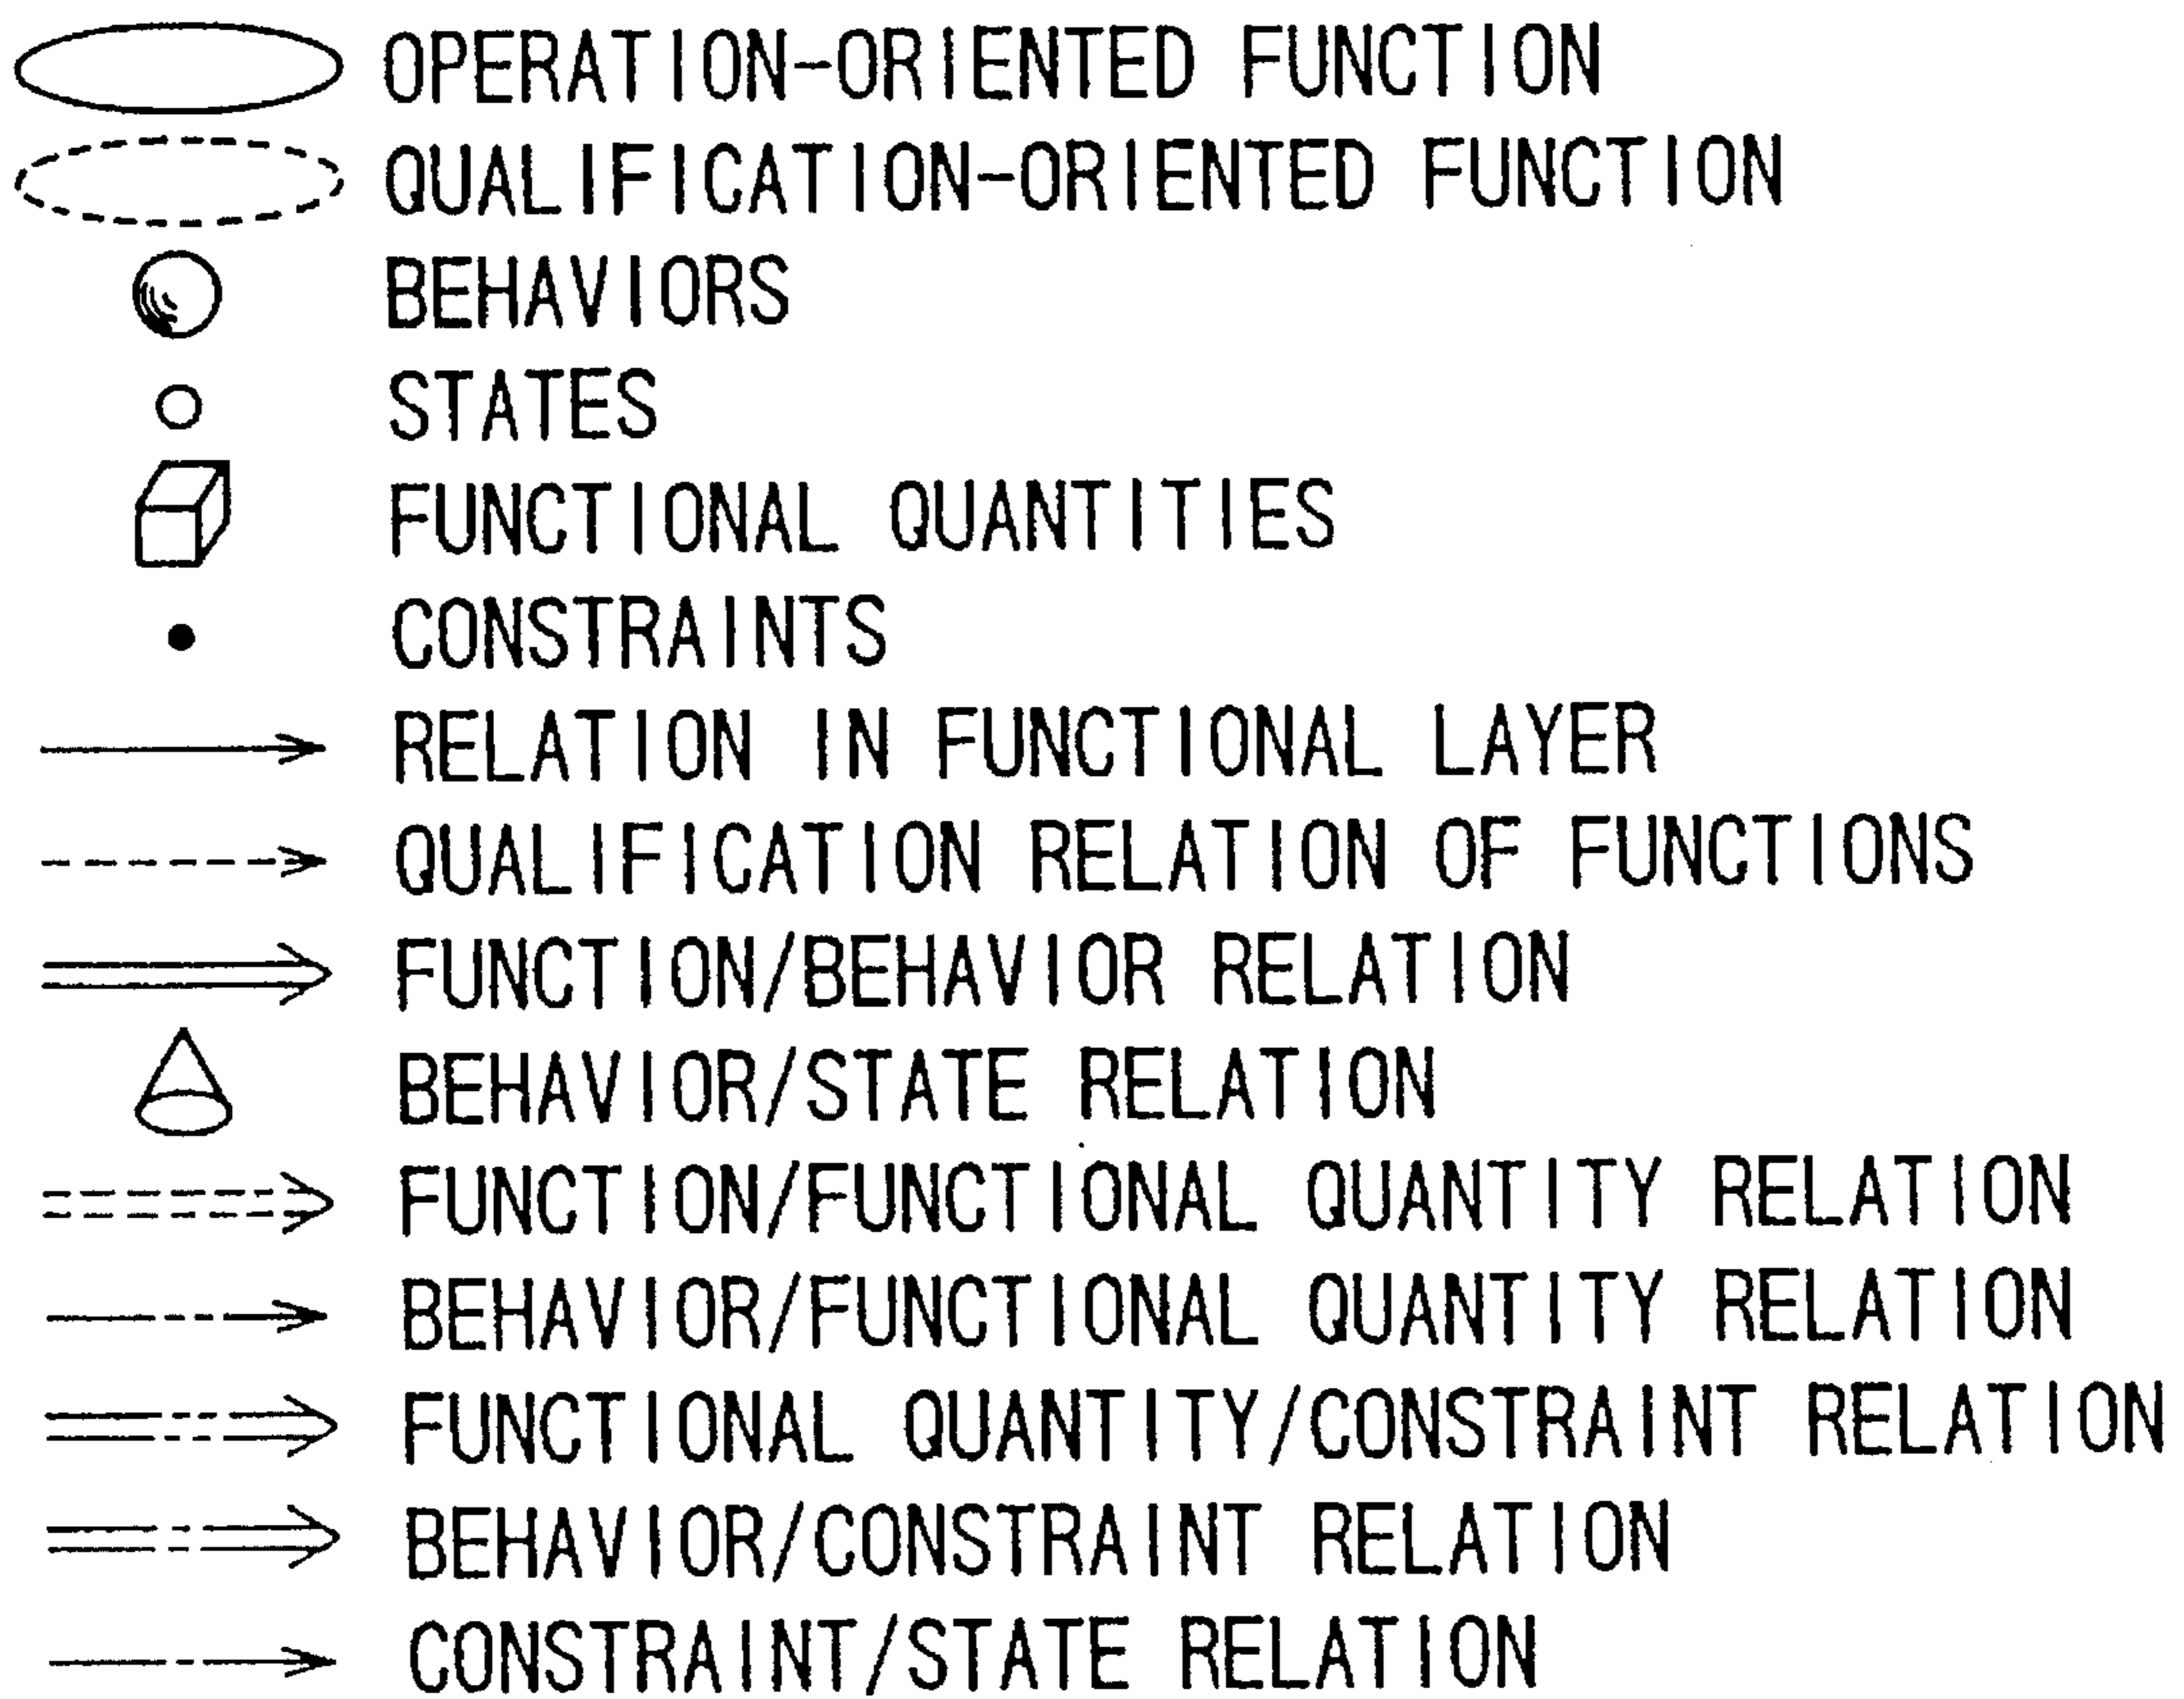 OPERATION-ORIENTED FUNCTION
QUALIFICATION-ORIENTED FUNCTION
BEHAVIORS
STATES
FUNCTIONAL QUANTITIES
CONSTRAINTS
RELATION IN FUNCTIONAL LAYER
QUALIFICATION RELATION OF FUNCTIONS
FUNCTION/BEHAVIOR RELATION
BEHAVIOR/STATE RELATION
FUNCTION/FUNCTIONAL QUANTITY RELATION
BEHAVIOR/FUNCTIONAL QUANTITY RELATION
FUNCTIONAL QUANTITY/CONSTRAINT RELATION
BEHAVIOR/CONSTRAINT RELATION
CONSTRAINT/STATE RELATION